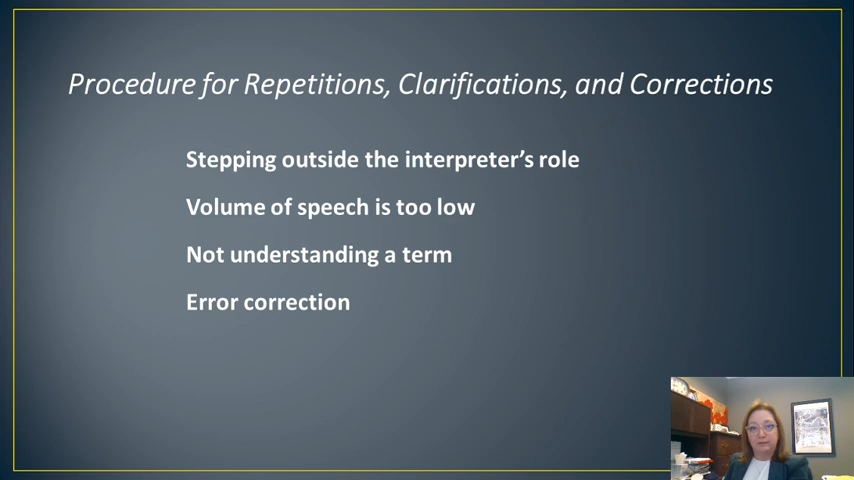 Procedure for Repetitions, Clarifications, and Corrections
Stepping outside the interpreter’s role
Volume of speech is too low
Not understanding a term
Error correction